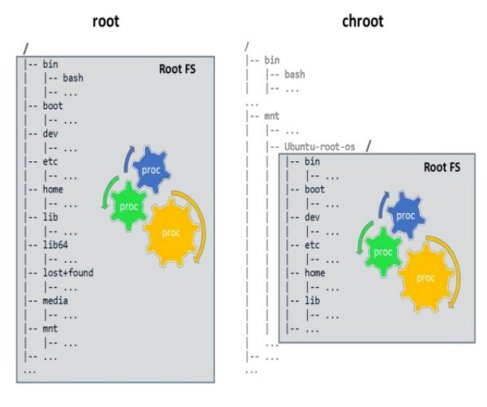 root
/
|-- bin
|   |-- bash
|   |-- ...
|-- boot
|   |-- ...
|-- dev
|   |-- ...
|-- etc
|   |-- ...
|-- home
|   |-- ...
|-- lib
|   |-- ...
|-- lib64
|   |-- ...
|-- lost+found
|   |-- ...
|-- media
|   |-- ...
|-- mnt
|   |-- ...
|-- ...
...
Root FS
proc
proc
proc
chroot
/
|-- bin
|   |-- bash
|   |-- ...
...
|-- mnt
|   |-- ...
|   |-- Ubuntu-root-os /
|   |   |-- bin
|   |   |   |-- ...
|   |   |-- boot
|   |   |   |-- ...
|   |   |-- dev
|   |   |   |-- ...
|   |   |-- etc
|   |   |   |-- ...
|   |   |-- home
|   |   |   |-- ...
|   |   |-- lib
|   |   |   |-- ...
|   |   |-- ...
|   ...
|-- ...
...
Root FS
proc
proc
proc